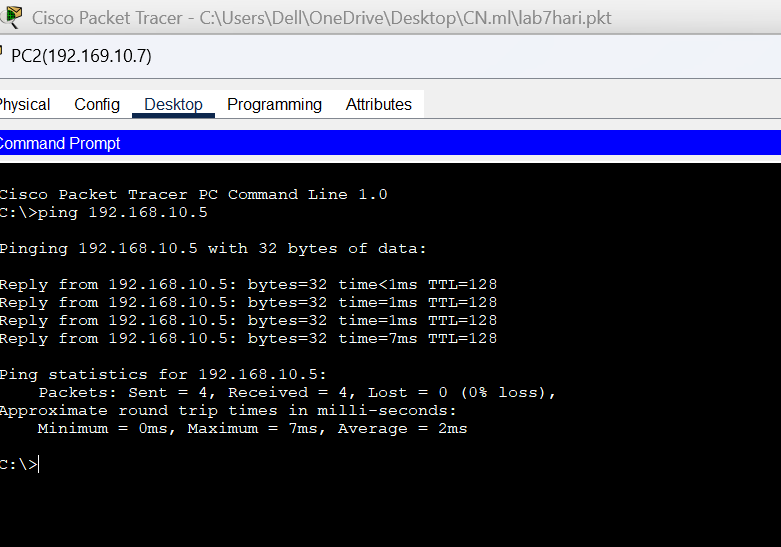 Cisco Packet Tracer - C:\Users\Dell\OneDrive\Desktop\CN.ml\lab7hari.pkt
PC2(192.169.10.7)
Physical Config Desktop Programming Attributes
Command Prompt
Cisco Packet Tracer PC Command Line 1.0
C:\>ping 192.168.10.5
Pinging 192.168.10.5 with 32 bytes of data:
Reply from 192.168.10.5: bytes=32 time<1ms TTL=128
Reply from 192.168.10.5: bytes=32 time=1ms TTL=128
Reply from 192.168.10.5: bytes=32 time=1ms TTL=128
Reply from 192.168.10.5: bytes=32 time=7ms TTL=128
Ping statistics for 192.168.10.5:
Packets: Sent = 4, Received = 4, Lost = 0 (0% loss),
Approximate round trip times in milli-seconds:
Minimum = 0ms, Maximum = 7ms, Average = 2ms
C:\>